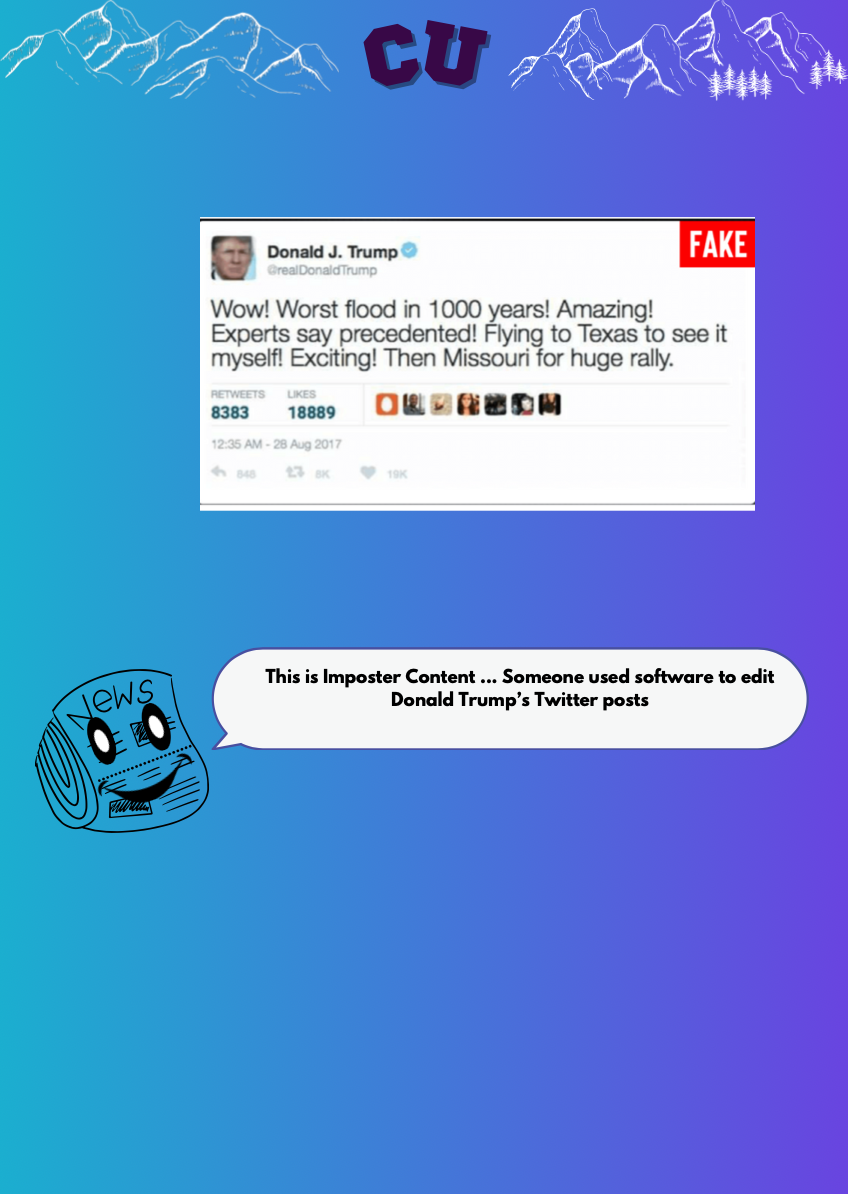 CU
Donald J. Trump
FAKE
@realDonaldTrump
Wow! Worst flood in 1000 years! Amazing!
Experts say precedented! Flying to Texas to see it
myself! Exciting! Then Missouri for huge rally.
RETWEETS LIKES
8383 18889
12:35 AM - 28 Aug 2017
848 8K 19K
This is Imposter Content ... Someone used software to edit
Donald Trump's Twitter posts
News